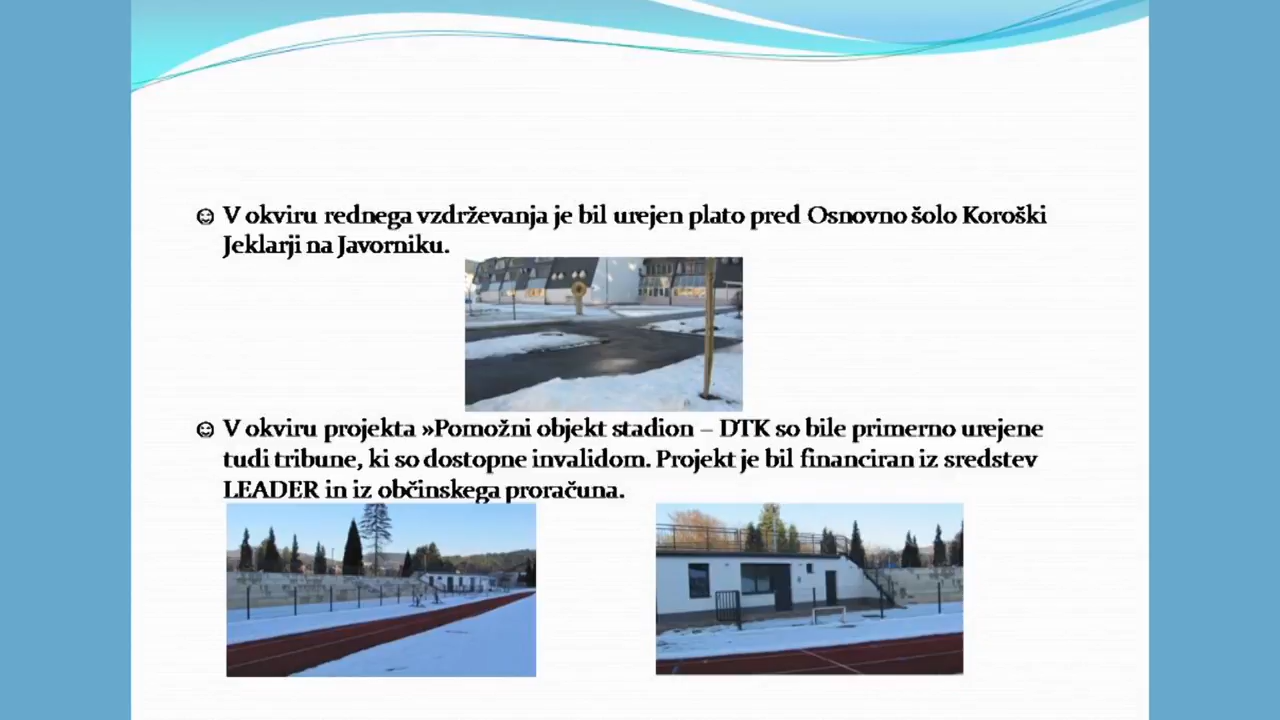 V okviru rednega vzdrževanja je bil urejen plato pred Osnovno šolo Koroški
Jeklarji na Javorniku.
V okviru projekta »Pomožni objekt stadion – DTK so bile primerno urejene
tudi tribune, ki so dostopne invalidom. Projekt je bil financiran iz sredstev
LEADER in iz občinskega proračuna.